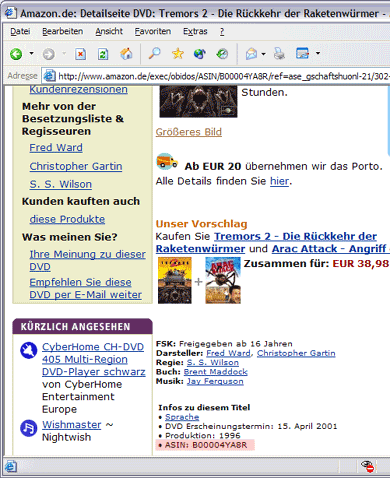 Amazon.de: Detailseite DVD: Tremors 2 - Die Rückkehr der Raketenwürmer -
Datei Bearbeiten Ansicht Favoriten Extras ?
Zurück
Suchen
Adresse http://www.amazon.de/exec/obidos/ASIN/B00004YA8R/ref=ase_gschaftshuonl-21/302-
Kundenrezensionen
Mehr von der
Besetzungsliste &
Regisseuren
Fred Ward
Christopher Gartin
S. S. Wilson
Kunden kauften auch
diese Produkte
Was meinen Sie?
Ihre Meinung zu dieser
DVD
Empfehlen Sie diese
DVD per E-Mail weiter
KÜRZLICH ANGESEHEN
CyberHome CH-DVD
405 Multi-Region
DVD-Player schwarz
von CyberHome
Entertainment
Europe
Wishmaster ~
Nightwish
Stunden.
Größeres Bild
Ab EUR 20 übernehmen wir das Porto.
Alle Details finden Sie hier.
Unser Vorschlag
Kaufen Sie Tremors 2 - Die Rückkehr der
Raketenwürmer und Arac Attack - Angriff
+
Zusammen für: EUR 38,98
FSK: Freigegeben ab 16 Jahren
Darsteller: Fred Ward, Christopher Gartin
Regie: S. S. Wilson
Buch: Brent Maddock
Musik: Jay Ferguson
Infos zu diesem Titel
• Sprache
• DVD Erscheinungstermin: 15. April 2001
• Produktion: 1996
• ASIN: B00004YA8R